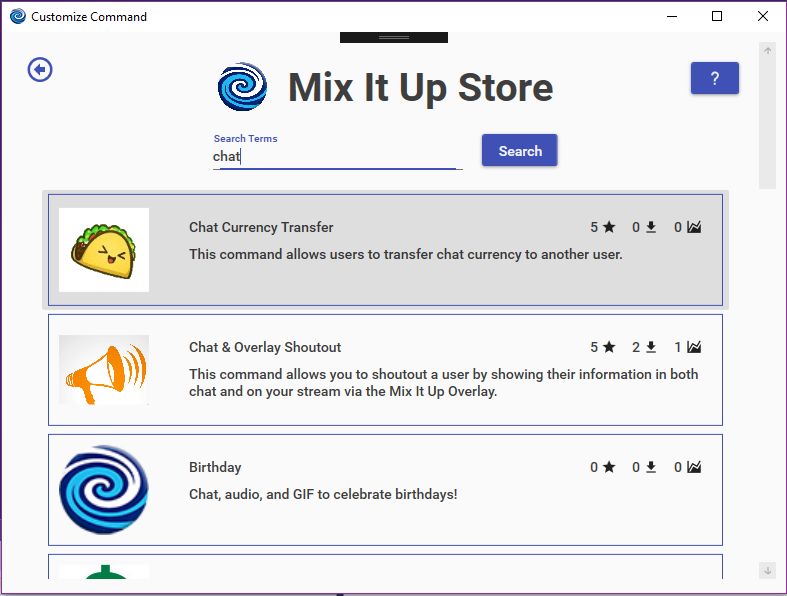 Customize Command
Mix It Up Store
?
Search Terms
chat
Search
Chat Currency Transfer
5
0
0
This command allows users to transfer chat currency to another user.
Chat & Overlay Shoutout
5
2
1
This command allows you to shoutout a user by showing their information in both
chat and on your stream via the Mix It Up Overlay.
Birthday
0
0
0
Chat, audio, and GIF to celebrate birthdays!